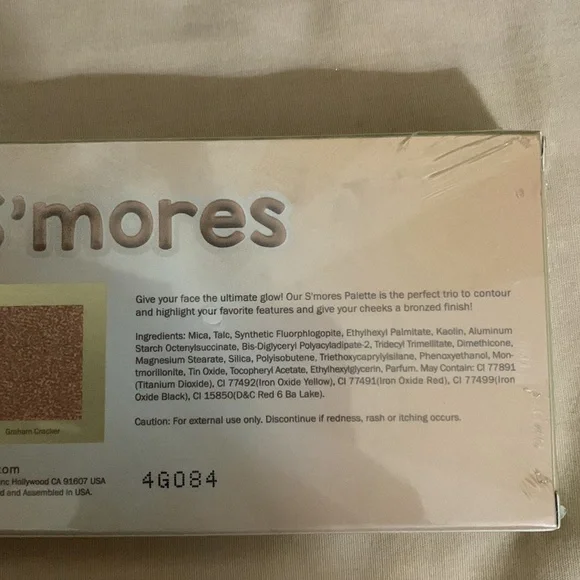 S'mores
Give your face the ultimate glow! Our S'mores Palette is the perfect trio to contour
and highlight your favorite features and give your cheeks a bronzed finish!
Ingredients: Mica, Talc, Synthetic Fluorphlogopite, Ethylhexyl Palmitate, Kaolin, Aluminum
Starch Octenylsuccinate, Bis-Diglyceryl Polyacyladipate-2, Tridecyl Trimellitate, Dimethicone,
Magnesium Stearate, Silica, Polyisobutene, Triethoxycaprylylsilane, Phenoxyethanol, Mon-
tmorillonite, Tin Oxide, Tocopheryl Acetate, Ethylhexylglycerin, Parfum. May Contain: CI 77891
(Titanium Dioxide), CI 77492(Iron Oxide Yellow), CI 77491(Iron Oxide Red), CI 77499(Iron
Oxide Black), CI 15850(D&C Red 6 Ba Lake).
Graham Cracker
Caution: For external use only. Discontinue if redness, rash or itching occurs.
.com
Inc Hollywood CA 91607 USA
d and Assembled in USA.
4G084